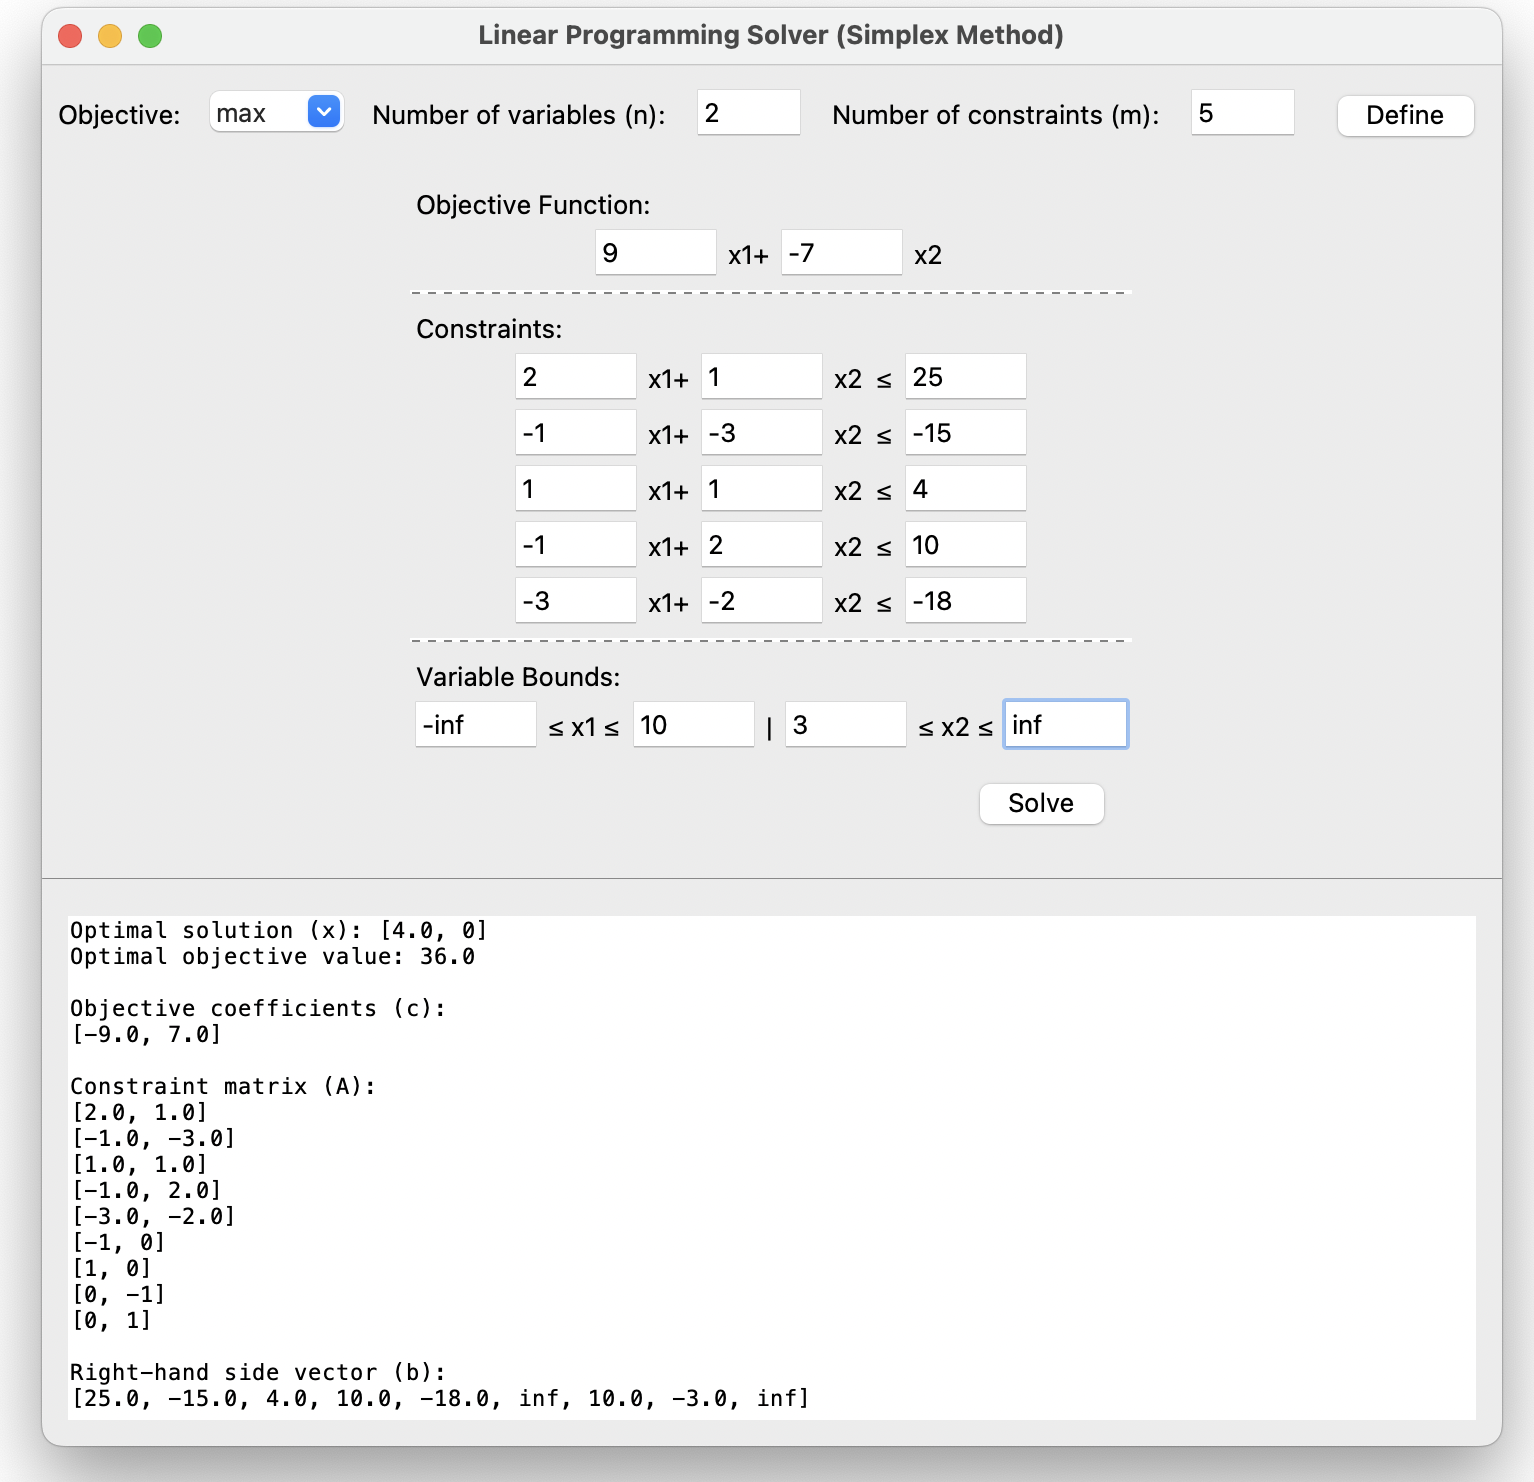 Linear Programming Solver (Simplex Method)
Objective: max Number of variables (n): 2 Number of constraints (m): 5 Define
Objective Function:
9 x1+ -7 x2
Constraints:
2 x1+ 1 x2 ≤ 25
-1 x1+ -3 x2 ≤ -15
1 x1+ 1 x2 ≤ 4
-1 x1+ 2 x2 ≤ 10
-3 x1+ -2 x2 ≤ -18
Variable Bounds:
-inf ≤ x1 ≤ 10 | 3 ≤ x2 ≤ inf
Solve
Optimal solution (x): [4.0, 0]
Optimal objective value: 36.0
Objective coefficients (c):
[-9.0, 7.0]
Constraint matrix (A):
[2.0, 1.0]
[-1.0, -3.0]
[1.0, 1.0]
[-1.0, 2.0]
[-3.0, -2.0]
[-1, 0]
[1, 0]
[0, -1]
[0, 1]
Right-hand side vector (b):
[25.0, -15.0, 4.0, 10.0, -18.0, inf, 10.0, -3.0, inf]